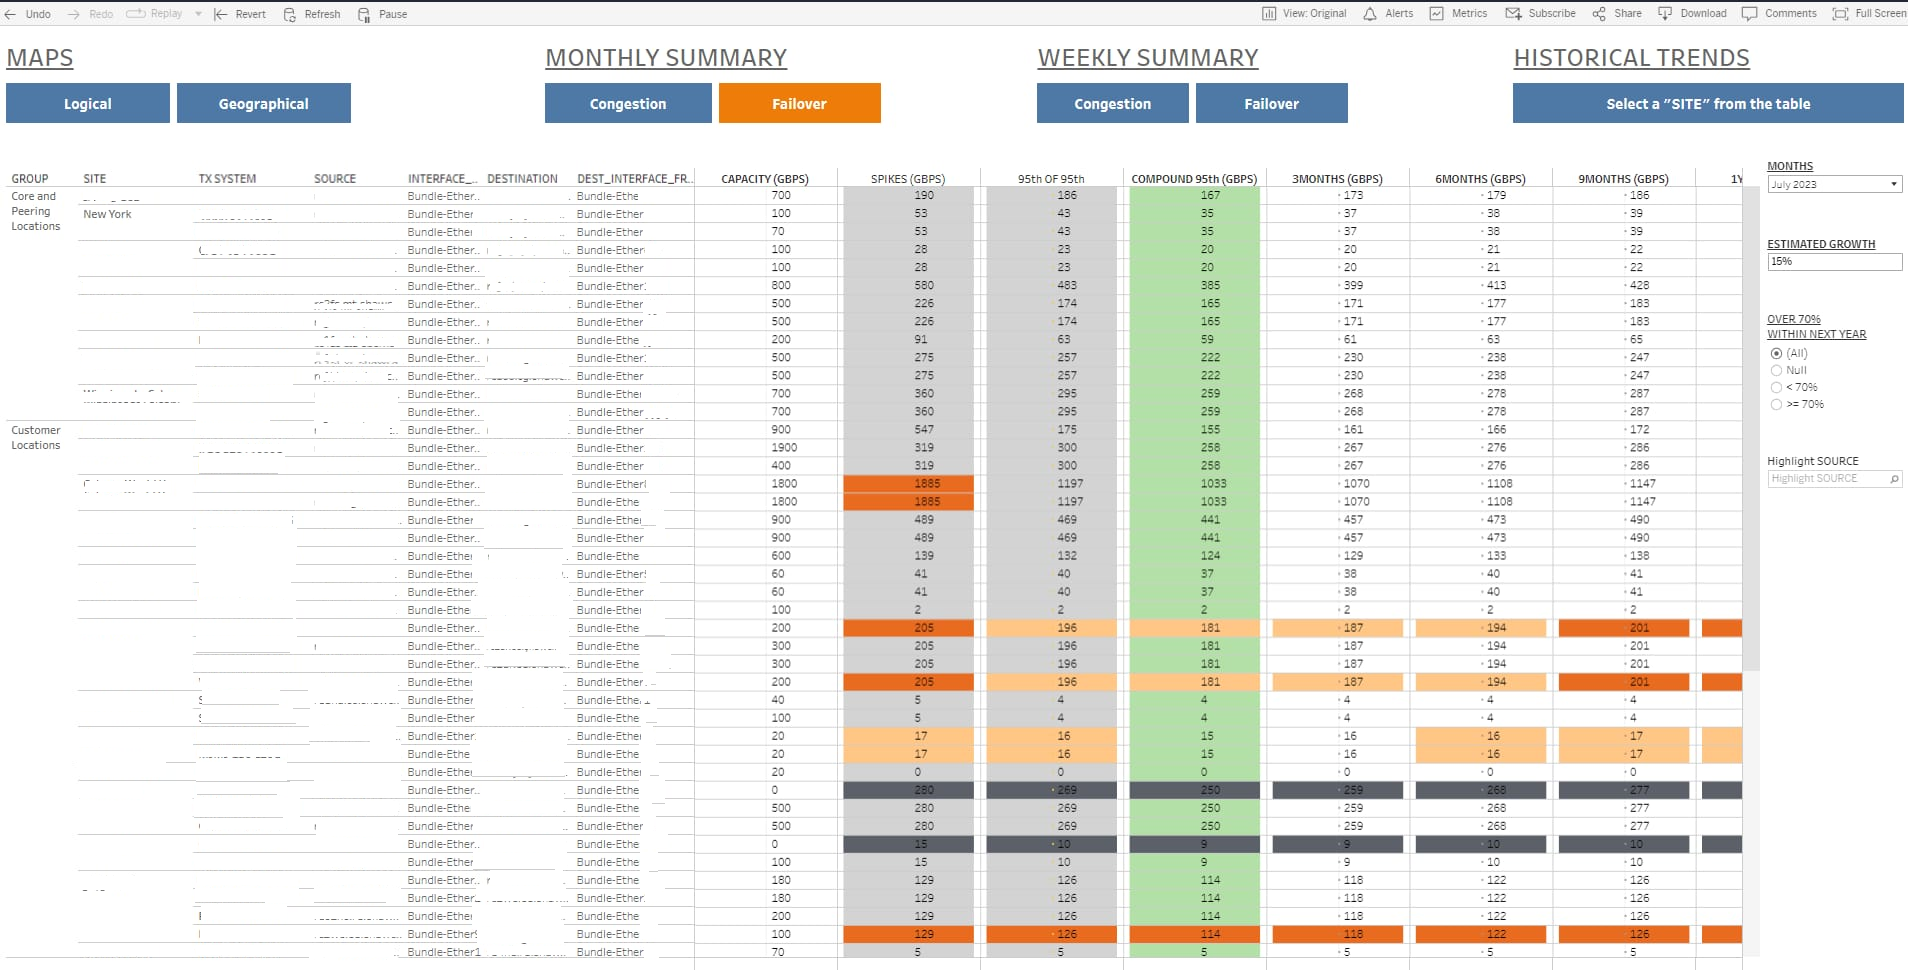 Undo Redo Replay Revert Refresh Pause View: Original Alerts Metrics Subscribe Share Download Comments Full Screen
MAPS MONTHLY SUMMARY WEEKLY SUMMARY HISTORICAL TRENDS
Logical Geographical Congestion Failover Congestion Failover Select a "SITE" from the table
GROUP SITE TX SYSTEM SOURCE INTERFACE_.. DESTINATION DEST_INTERFACE_FR.. CAPACITY (GBPS) SPIKES (GBPS) 95th OF 95th COMPOUND 95th (GBPS) 3MONTHS (GBPS) 6MONTHS (GBPS) 9MONTHS (GBPS) 1Y
Core and Peering Locations
Bundle-Ether.. Bundle-Ethe 700 190 186 167 173 179 186
New York Bundle-Ether.. Bundle-Ether 100 53 43 35 37 38 39
Bundle-Ether Bundle-Ether 70 53 43 35 37 38 39
Bundle-Ether.. Bundle-Ether 100 28 23 20 20 21 22
Bundle-Ether.. Bundle-Ether 100 28 23 20 20 21 22
Bundle-Ether.. Bundle-Ether 800 580 483 385 399 413 428
Bundle-Ether.. Bundle-Ether 500 226 174 165 171 177 183
Bundle-Ether.. Bundle-Ether 500 226 174 165 171 177 183
Bundle-Ether.. Bundle-Ether 200 91 63 59 61 63 65
Bundle-Ether.. Bundle-Ether 500 275 257 222 230 238 247
Bundle-Ether.. Bundle-Ether 500 275 257 222 230 238 247
Bundle-Ether.. Bundle-Ether 700 360 295 259 268 278 287
Bundle-Ether.. Bundle-Ether 700 360 295 259 268 278 287
Customer Locations
Bundle-Ether.. Bundle-Ether 900 547 175 155 161 166 172
Bundle-Ether.. Bundle-Ether 1900 319 300 258 267 276 286
Bundle-Ether.. Bundle-Ether 400 319 300 258 267 276 286
Bundle-Ether.. Bundle-Ether 1800 1885 1197 1033 1070 1108 1147
Bundle-Ether.. Bundle-Ether 1800 1885 1197 1033 1070 1108 1147
Bundle-Ether.. Bundle-Ether 900 489 469 441 457 473 490
Bundle-Ether.. Bundle-Ether 900 489 469 441 457 473 490
Bundle-Ether Bundle-Ethe 600 139 132 124 129 133 138
Bundle-Ether Bundle-Ether 60 41 40 37 38 40 41
Bundle-Ether Bundle-Ether 60 41 40 37 38 40 41
Bundle-Ethe Bundle-Ethe 100 2 2 2 2 2 2
Bundle-Ether.. Bundle-Ethe 200 205 196 181 187 194 201
Bundle-Ether.. Bundle-Ethe 300 205 196 181 187 194 201
Bundle-Ether.. Bundle-Ethe 300 205 196 181 187 194 201
Bundle-Ether Bundle-Ether 200 205 196 181 187 194 201
Bundle-Ether Bundle-Ethe 40 5 4 4 4 4 4
Bundle-Ether Bundle-Ethe 100 5 4 4 4 4 4
Bundle-Ether Bundle-Ether 20 17 16 15 16 16 17
Bundle-Ethe Bundle-Ethe 20 17 16 15 16 16 17
Bundle-Ether Bundle-Ethe 20 0 0 0 0 0 0
Bundle-Ethe Bundle-Ethe 0 280 269 250 259 268 277
Bundle-Ethe Bundle-Ethe 500 280 269 250 259 268 277
Bundle-Ether Bundle-Ether 500 280 269 250 259 268 277
Bundle-Ether Bundle-Ethe 0 15 10 9 9 10 10
Bundle-Ether Bundle-Ethe 100 15 10 9 9 10 10
Bundle-Ether.. Bundle-Ethe 180 129 126 114 118 122 126
Bundle-Ether Bundle-Ethe 180 129 126 114 118 122 126
Bundle-Ether Bundle-Ethe 200 129 126 114 118 122 126
Bundle-Ether Bundle-Ethe 100 129 126 114 118 122 126
Bundle-Ether1 Bundle-Ether 70 5 5 5 5 5 5
MONTHS
July 2023
ESTIMATED GROWTH
15%
OVER 70%
WITHIN NEXT YEAR
(All)
Null
< 70%
>= 70%
Highlight SOURCE
Highlight SOURCE